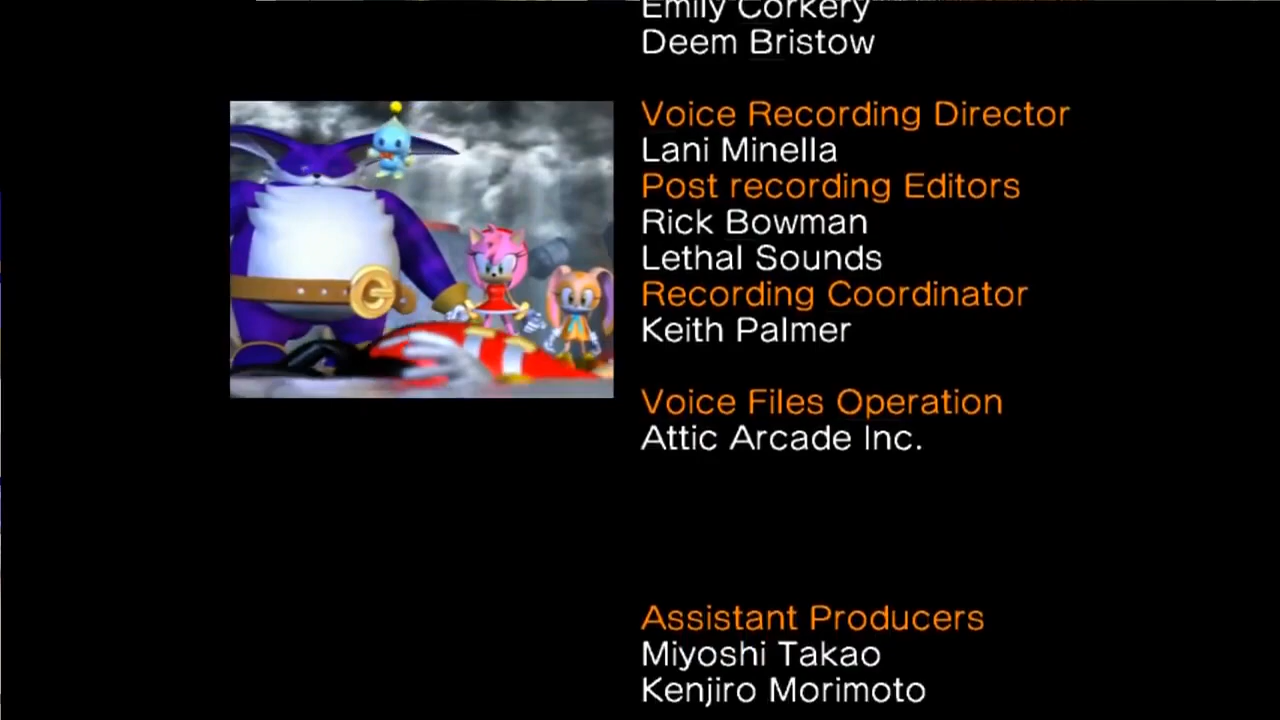 Emily Corkery
Deem Bristow
Voice Recording Director
Lani Minella
Post recording Editors
Rick Bowman
Lethal Sounds
Recording Coordinator
Keith Palmer
Voice Files Operation
Attic Arcade Inc.
Assistant Producers
Miyoshi Takao
Kenjiro Morimoto